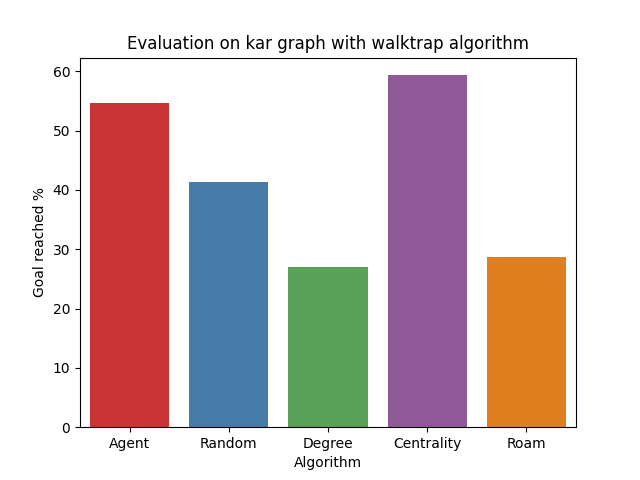 Evaluation on kar graph with walktrap algorithm
Goal reached %
60
50
40
30
20
10
0
Agent Random Degree Centrality Roam
Algorithm